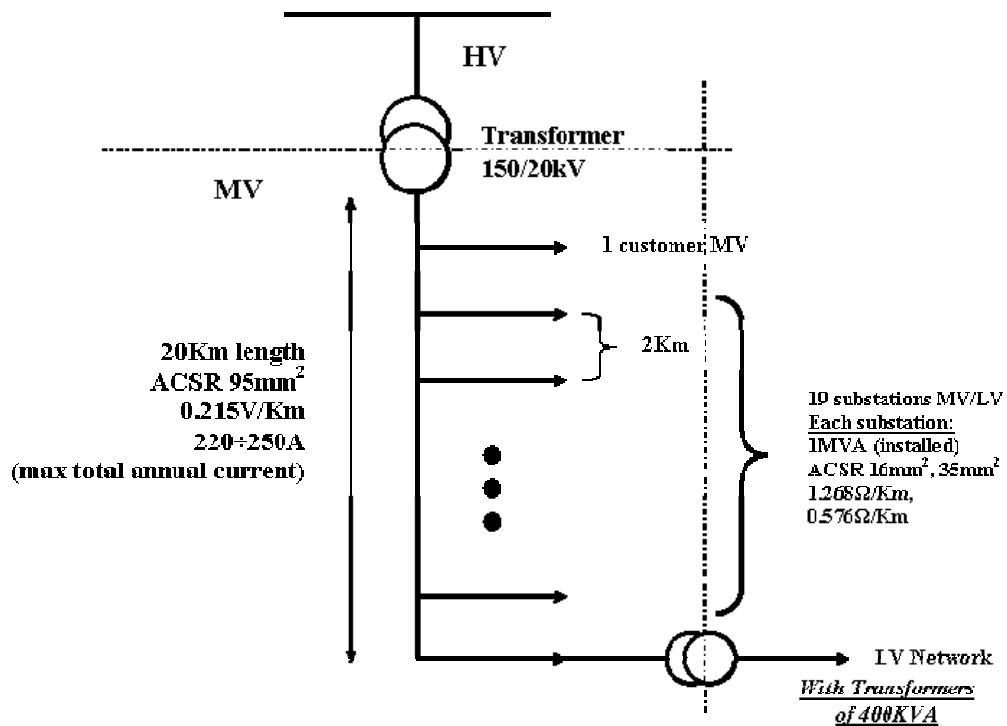 HV
Transformer
150/20kV
MV
1 customer MV
2Km
20Km length
ACSR 95mm²
0.215V/Km
220÷250A
(max total annual current)
19 substations MV/LV
Each substation:
1MVA (installed)
ACSR 16mm², 35mm²
1.268Ω/Km,
0.576Ω/Km
LV Network
With Transformers
of 400KVA